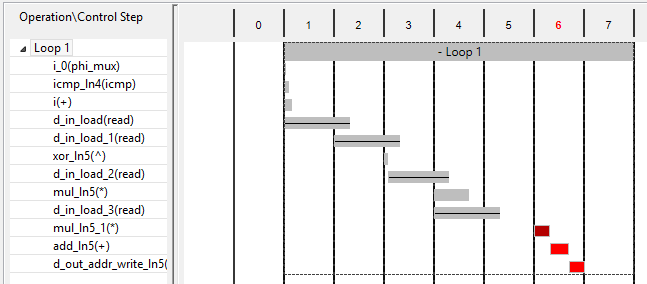 Operation\Control Step 0 1 2 3 4 5 6 7
Loop 1 - Loop 1
i_0(phi_mux)
icmp_ln4(icmp)
i(+)
d_in_load(read)
d_in_load_1(read)
xor_ln5(^)
d_in_load_2(read)
mul_ln5(*)
d_in_load_3(read)
mul_ln5_1(*)
add_ln5(+)
d_out_addr_write_ln5(